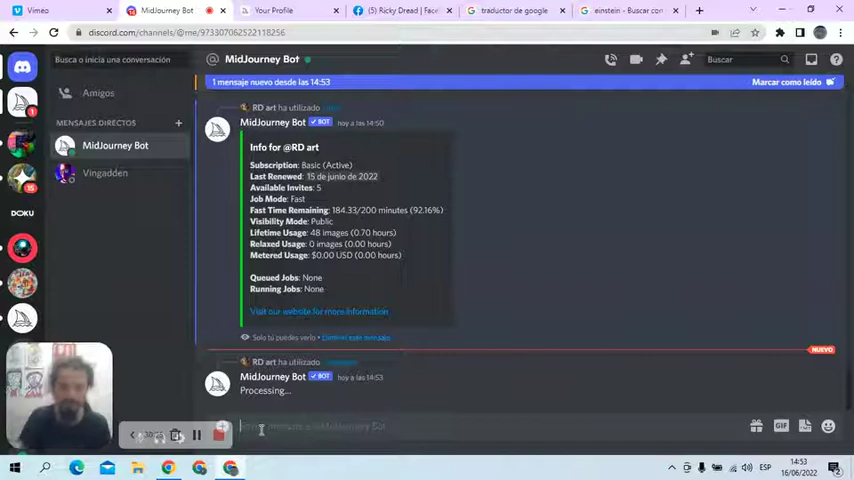 Vimeo
MidJourney Bot
Your Profile
(5) Ricky Dread | Fac
traductor de google
einstein - Buscar con
discord.com/channels/@me/973370762522118256
Busca o inicia una conversación
@ MidJourney Bot
Buscar
1 mensaje nuevo desde las 14:53
Marcar como leído
Amigos
MENSAJES DIRECTOS
MidJourney Bot
Vingadden
1
15
DOKU
RD art ha utilizado
MidJourney Bot ✓ BOT hoy a las 14:50
Info for @RD art
Subscription: Basic (Active)
Last Renewed: 15 de junio de 2022
Available Invites: 5
Job Mode: Fast
Fast Time Remaining: 184.33/200 minutes (92.16%)
Visibility Mode: Public
Lifetime Usage: 48 images (0.70 hours)
Relaxed Usage: 0 images (0.00 hours)
Metered Usage: $0.00 USD (0.00 hours)
Queued Jobs: None
Running Jobs: None
Visit our website for more information
Solo tú puedes verlo • Eliminar este mensaje
NUEVO
RD art ha utilizado
MidJourney Bot ✓ BOT hoy a las 14:53
Processing...
GIF
ESP
14:53
16/06/2022